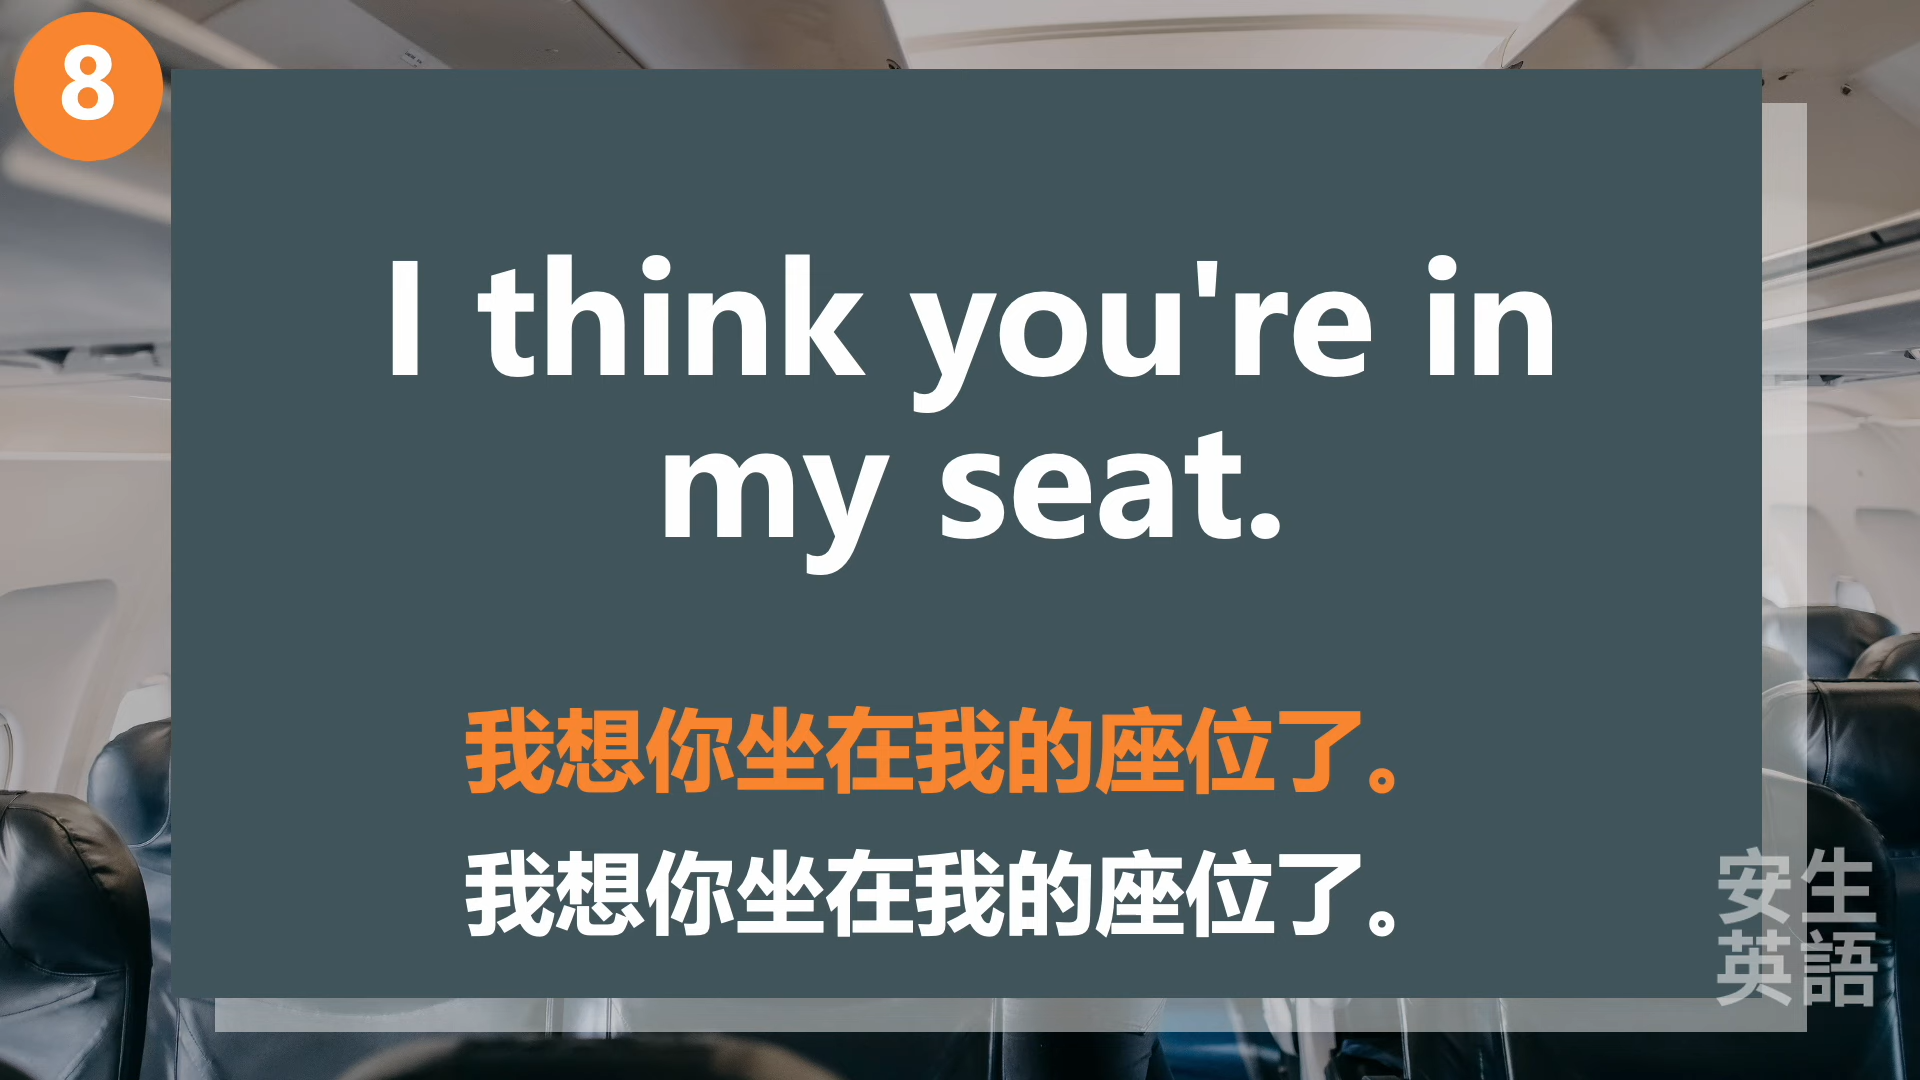 8
I think you're in
my seat.
我想你坐在我的座位了。
我想你坐在我的座位了。
安生
英語